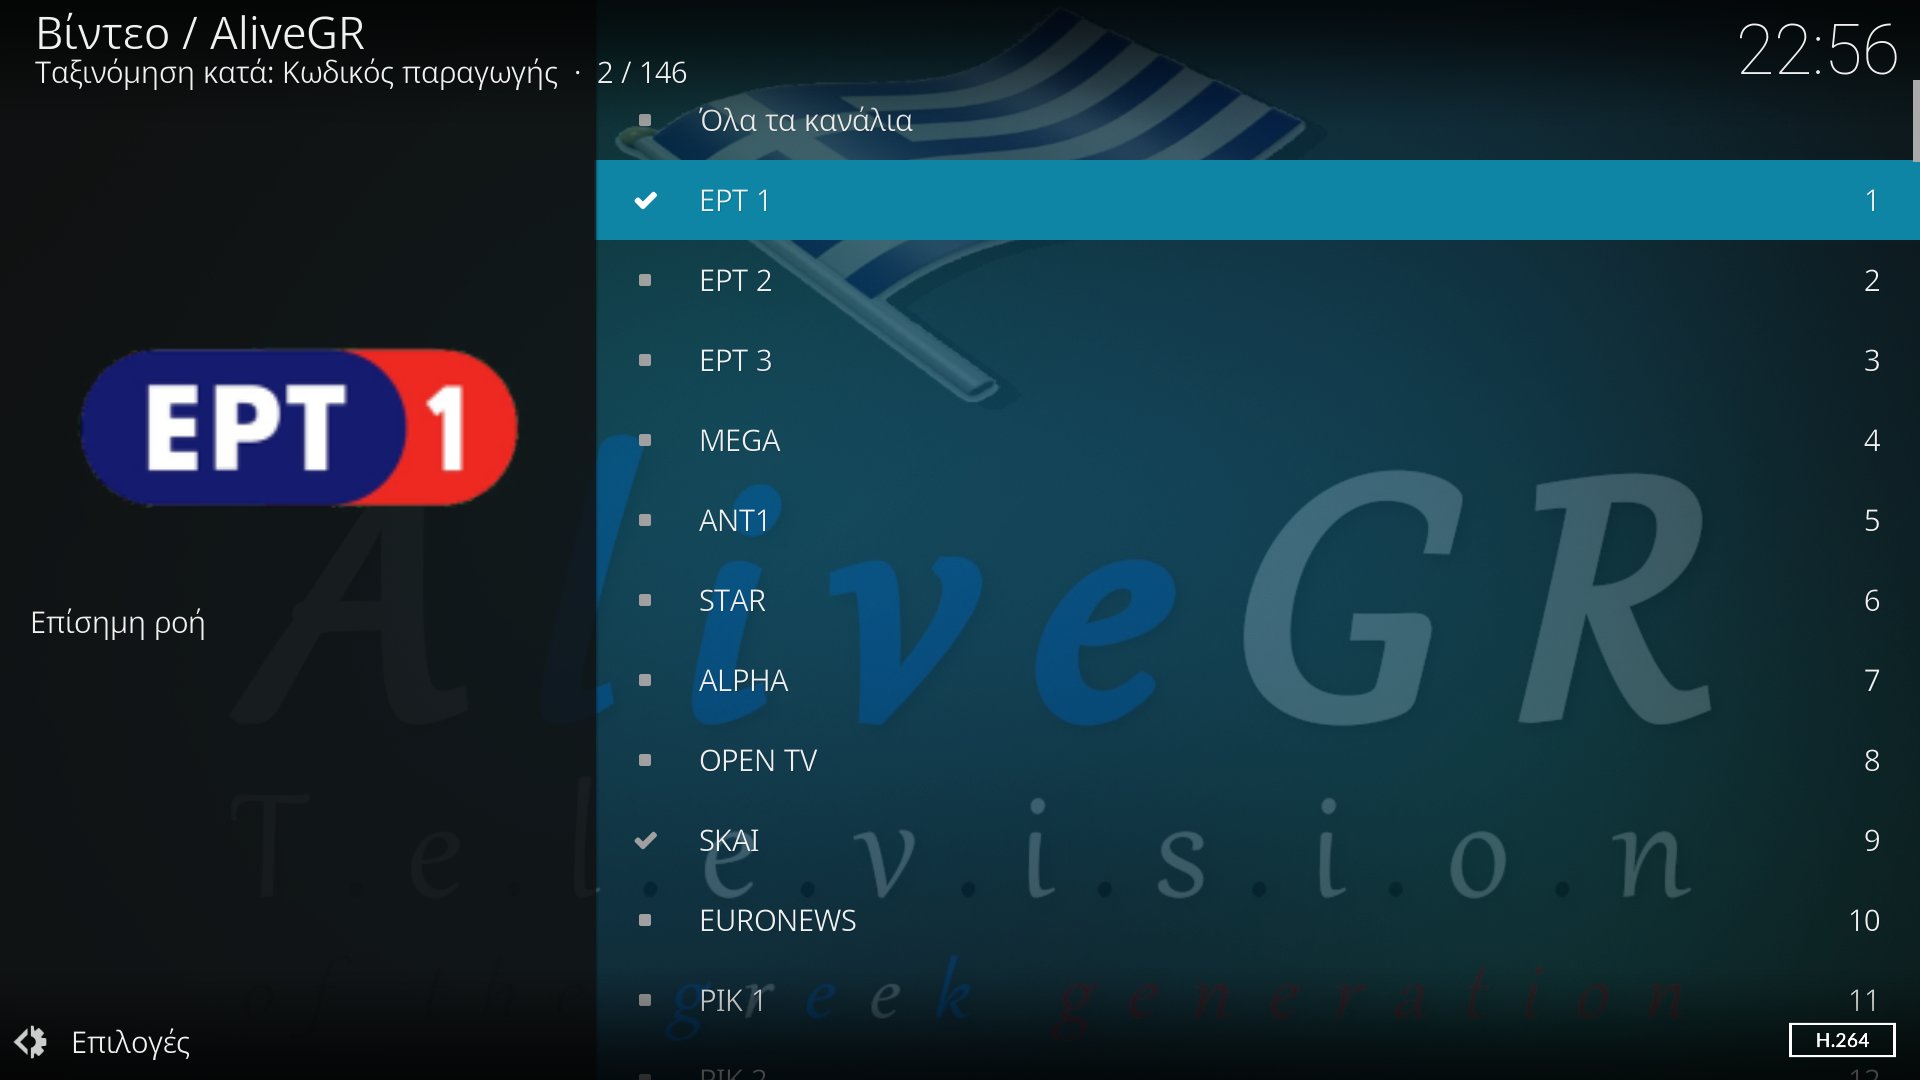 Βίντεο / AliveGR
Ταξινόμηση κατά: Κωδικός παραγωγής · 2 / 146
22:56
Όλα τα κανάλια
ΕΡΤ 1 1
ΕΡΤ 2 2
ΕΡΤ 3 3
MEGA 4
ANT1 5
STAR 6
ALPHA 7
OPEN TV 8
SKAI 9
EURONEWS 10
ΡΙΚ 1 11
ΡΙΚ 2 12
ΕΡΤ 1
Επίσημη ροή
AliveGR
T.e.l.e.v.i.s.i.o.n
of the greek generation
Επιλογές
H.264